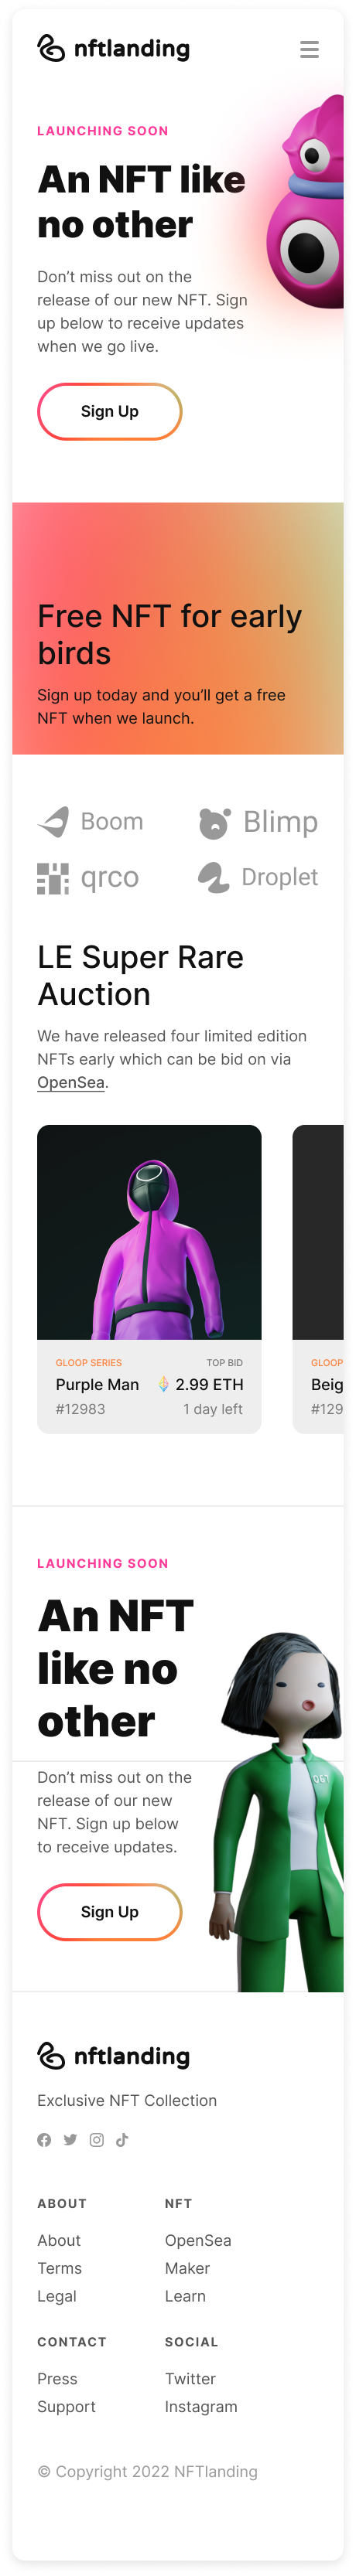 nftlanding
LAUNCHING SOON
An NFT like
no other
Don’t miss out on the
release of our new NFT. Sign
up below to receive updates
when we go live.
Sign Up
Free NFT for early
birds
Sign up today and you’ll get a free
NFT when we launch.
Boom
Blimp
qrco
Droplet
LE Super Rare
Auction
We have released four limited edition
NFTs early which can be bid on via
OpenSea.
GLOOP SERIES
TOP BID
Purple Man
2.99 ETH
#12983
1 day left
GLOOP
Beig
#129
LAUNCHING SOON
An NFT
like no
other
067
Don’t miss out on the
release of our new
NFT. Sign up below
to receive updates.
Sign Up
nftlanding
Exclusive NFT Collection
ABOUT
About
Terms
Legal
NFT
OpenSea
Maker
Learn
CONTACT
Press
Support
SOCIAL
Twitter
Instagram
© Copyright 2022 NFTlanding